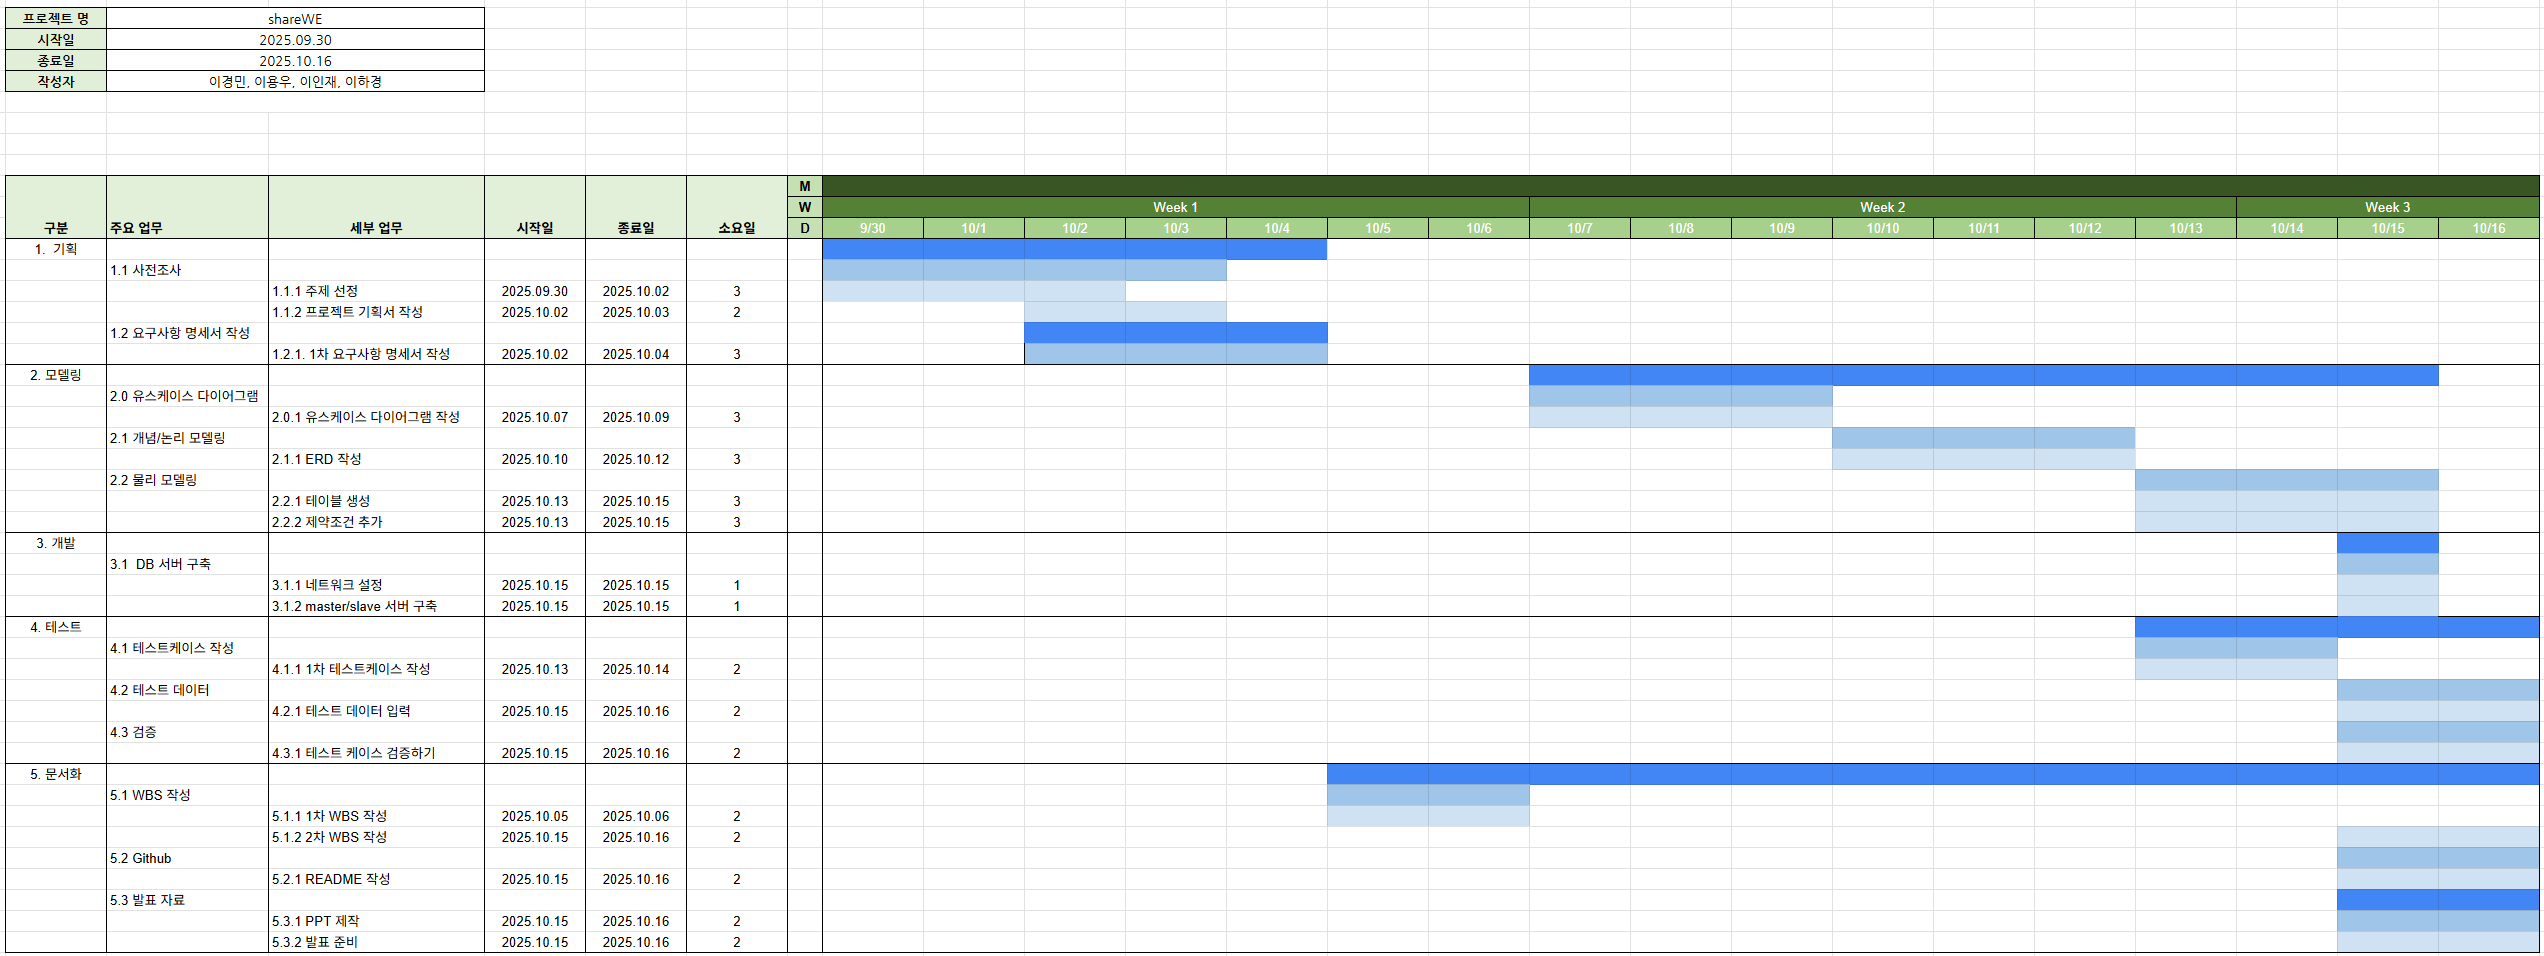 프로젝트 명 shareWE
시작일 2025.09.30
종료일 2025.10.16
작성자 이경민, 이용우, 이인재, 이하경
M
W Week 1 Week 2 Week 3
구분 주요 업무 세부 업무 시작일 종료일 소요일 D 9/30 10/1 10/2 10/3 10/4 10/5 10/6 10/7 10/8 10/9 10/10 10/11 10/12 10/13 10/14 10/15 10/16
1. 기획
1.1 사전조사
1.1.1 주제 선정 2025.09.30 2025.10.02 3
1.1.2 프로젝트 기획서 작성 2025.10.02 2025.10.03 2
1.2 요구사항 명세서 작성
1.2.1. 1차 요구사항 명세서 작성 2025.10.02 2025.10.04 3
2. 모델링
2.0 유스케이스 다이어그램
2.0.1 유스케이스 다이어그램 작성 2025.10.07 2025.10.09 3
2.1 개념/논리 모델링
2.1.1 ERD 작성 2025.10.10 2025.10.12 3
2.2 물리 모델링
2.2.1 테이블 생성 2025.10.13 2025.10.15 3
2.2.2 제약조건 추가 2025.10.13 2025.10.15 3
3. 개발
3.1 DB 서버 구축
3.1.1 네트워크 설정 2025.10.15 2025.10.15 1
3.1.2 master/slave 서버 구축 2025.10.15 2025.10.15 1
4. 테스트
4.1 테스트케이스 작성
4.1.1 1차 테스트케이스 작성 2025.10.13 2025.10.14 2
4.2 테스트 데이터
4.2.1 테스트 데이터 입력 2025.10.15 2025.10.16 2
4.3 검증
4.3.1 테스트 케이스 검증하기 2025.10.15 2025.10.16 2
5. 문서화
5.1 WBS 작성
5.1.1 1차 WBS 작성 2025.10.05 2025.10.06 2
5.1.2 2차 WBS 작성 2025.10.15 2025.10.16 2
5.2 Github
5.2.1 README 작성 2025.10.15 2025.10.16 2
5.3 발표 자료
5.3.1 PPT 제작 2025.10.15 2025.10.16 2
5.3.2 발표 준비 2025.10.15 2025.10.16 2